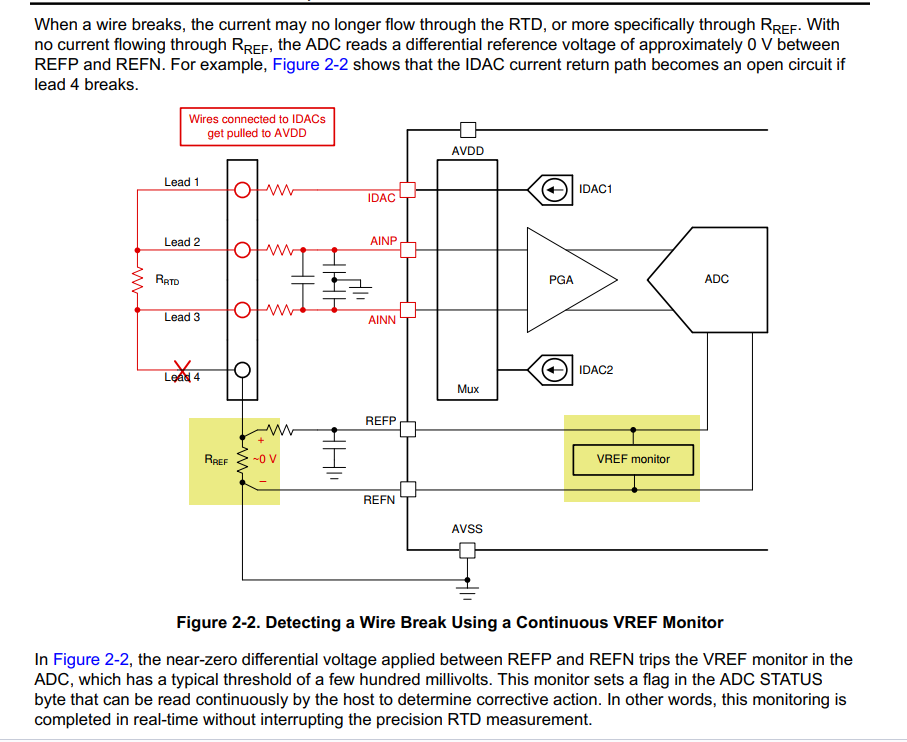 When a wire breaks, the current may no longer flow through the RTD, or more specifically through RREF. With
no current flowing through RREF, the ADC reads a differential reference voltage of approximately 0 V between
REFP and REFN. For example, Figure 2-2 shows that the IDAC current return path becomes an open circuit if
lead 4 breaks.
Wires connected to IDACs
get pulled to AVDD
AVDD
Lead 1
IDAC
IDAC1
Lead 2
AINP
RRTD
PGA
ADC
Lead 3
AINN
Lead 4
IDAC2
Mux
REFP
+
RREF
~0 V
VREF monitor
−
REFN
AVSS
Figure 2-2. Detecting a Wire Break Using a Continuous VREF Monitor
In Figure 2-2, the near-zero differential voltage applied between REFP and REFN trips the VREF monitor in the
ADC, which has a typical threshold of a few hundred millivolts. This monitor sets a flag in the ADC STATUS
byte that can be read continuously by the host to determine corrective action. In other words, this monitoring is
completed in real-time without interrupting the precision RTD measurement.